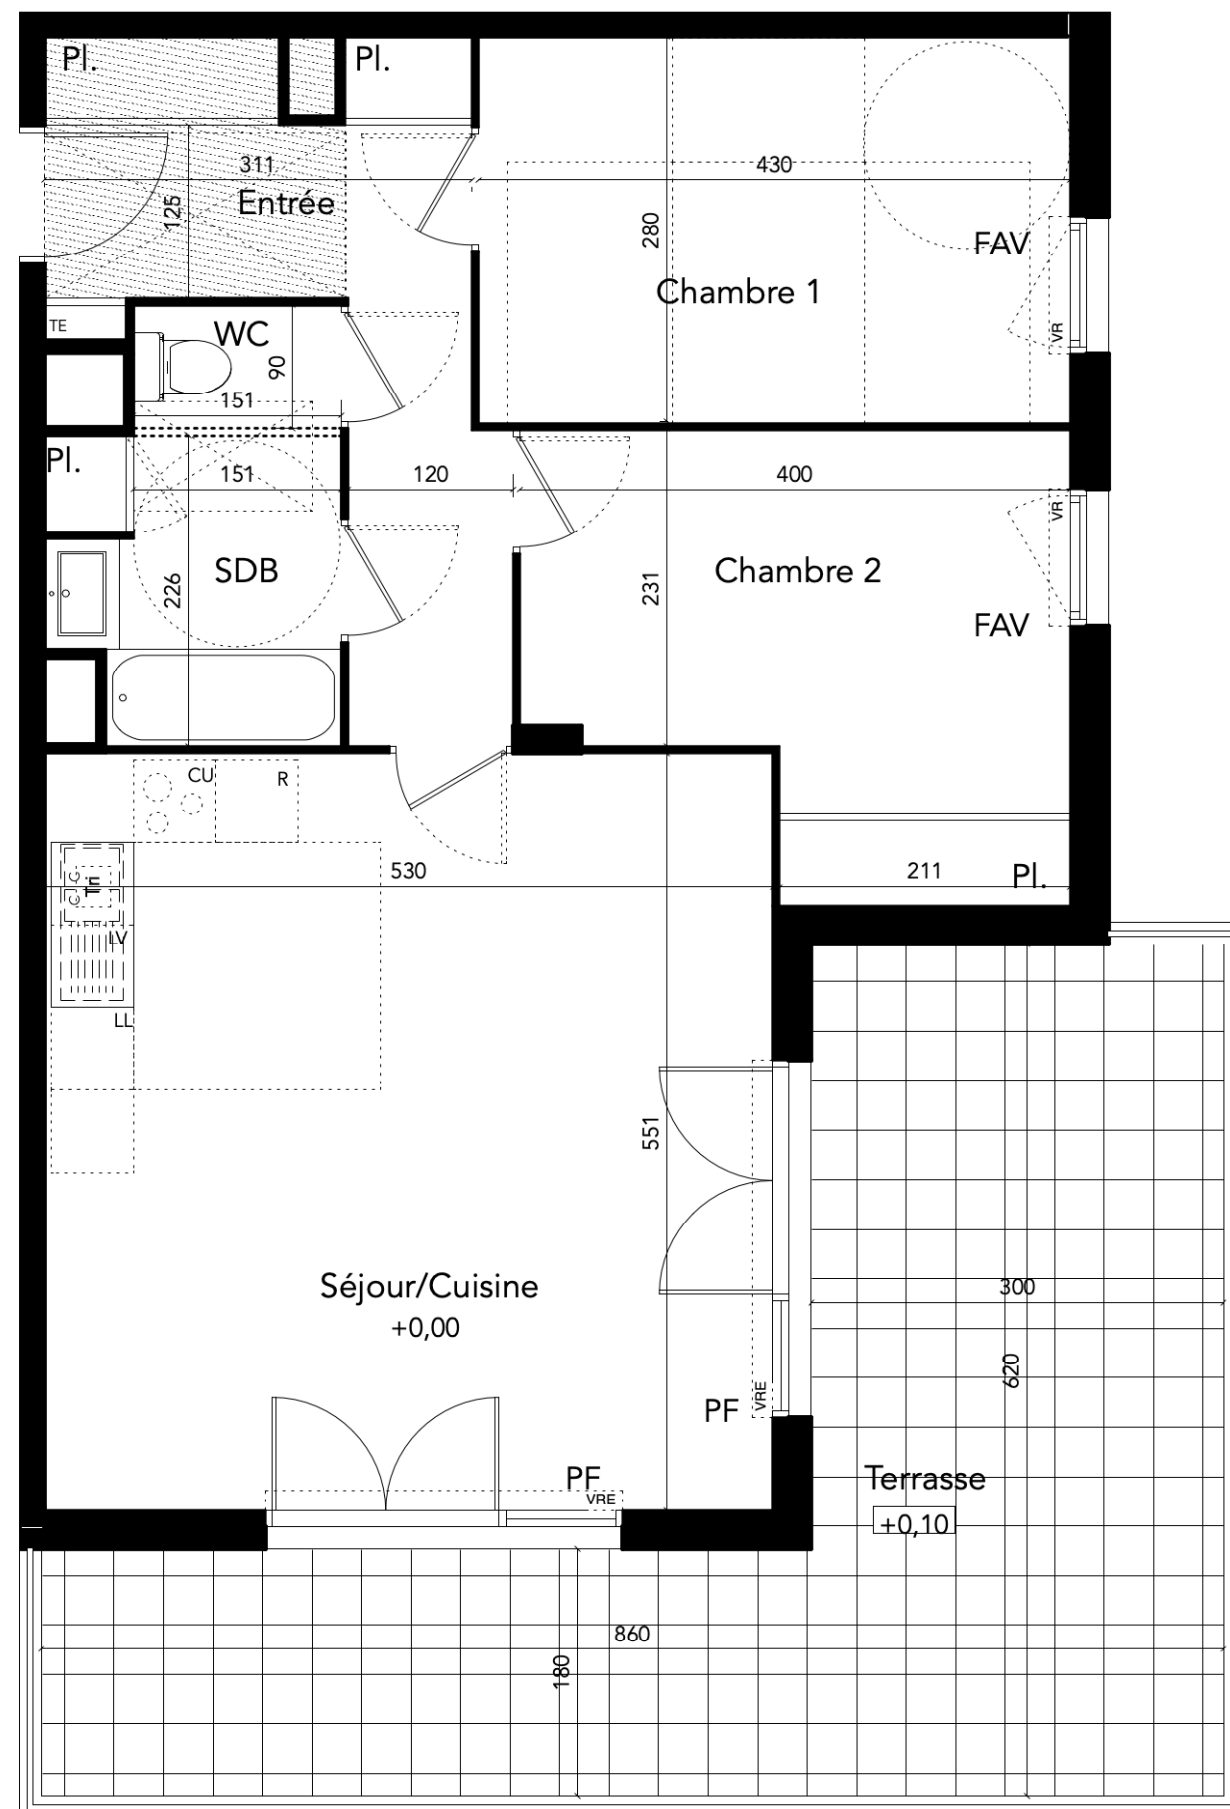 Pl.
Pl.
311
430
125
Entrée
280
FAV
Chambre 1
VR
TE
WC
90
151
Pl.
151
120
400
VR
SDB
226
231
Chambre 2
FAV
CU
R
530
211
Pl.
Tri
LV
LL
551
Séjour/Cuisine
+0,00
300
620
PF
VRE
PF
VRE
Terrasse
+0,10
860
180